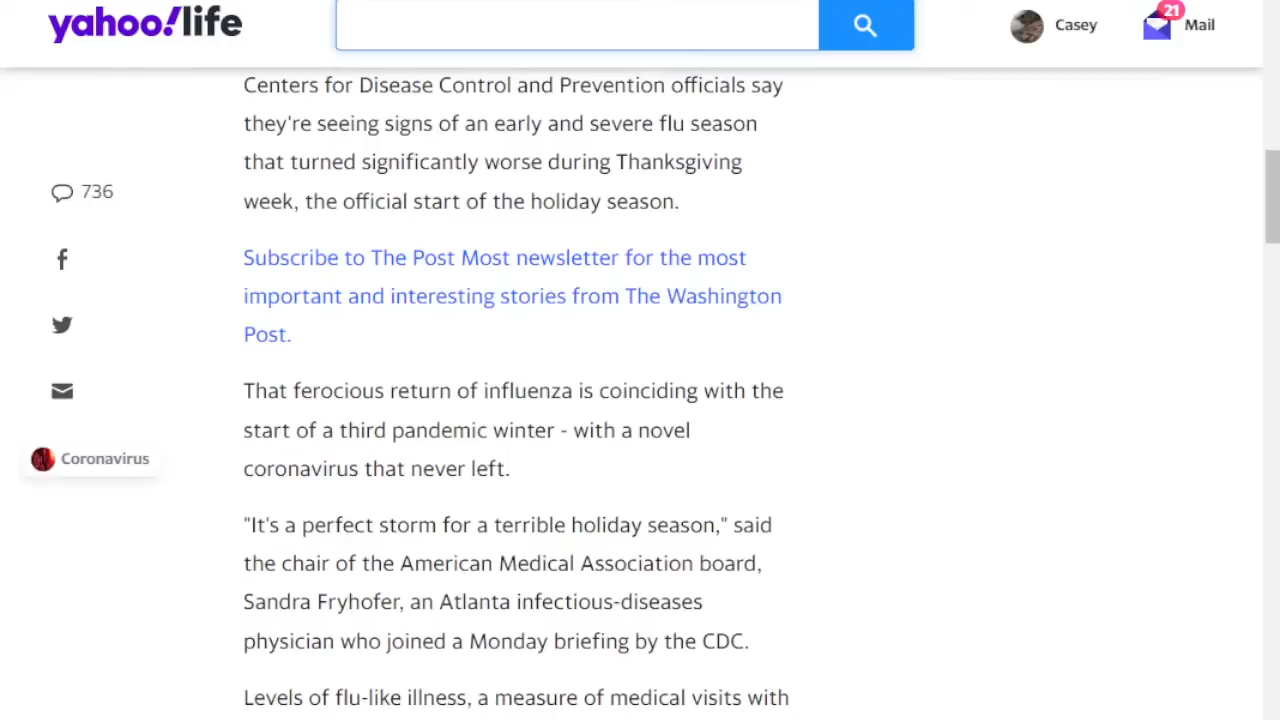 yahoo!life
Casey
21
Mail
Centers for Disease Control and Prevention officials say
they're seeing signs of an early and severe flu season
that turned significantly worse during Thanksgiving
week, the official start of the holiday season.
736
Subscribe to The Post Most newsletter for the most
important and interesting stories from The Washington
Post.
That ferocious return of influenza is coinciding with the
start of a third pandemic winter - with a novel
coronavirus that never left.
Coronavirus
"It's a perfect storm for a terrible holiday season," said
the chair of the American Medical Association board,
Sandra Fryhofer, an Atlanta infectious-diseases
physician who joined a Monday briefing by the CDC.
Levels of flu-like illness, a measure of medical visits with